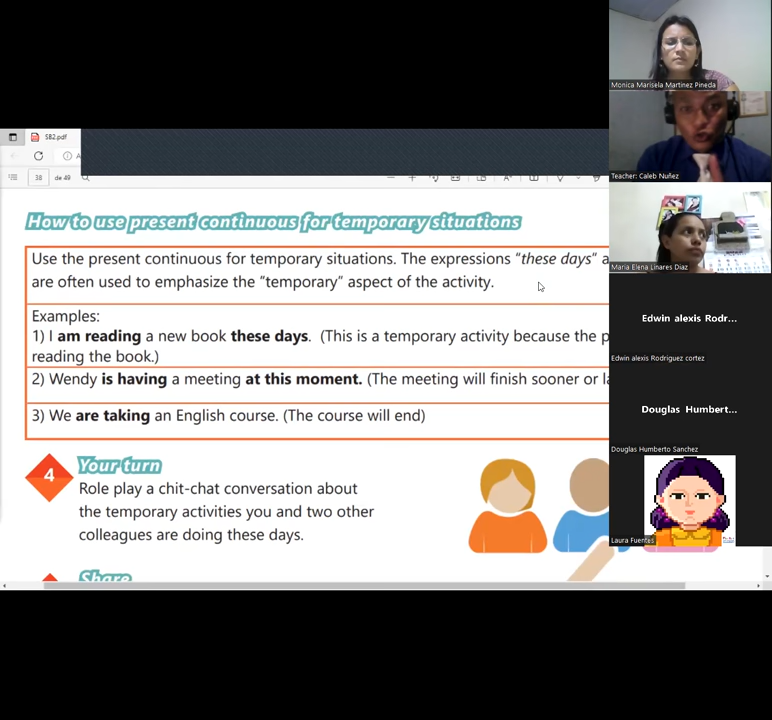 SB2.pdf
38
de 49
How to use present continuous for temporary situations
Use the present continuous for temporary situations. The expressions “these days” a
are often used to emphasize the “temporary” aspect of the activity.
Examples:
1) I am reading a new book these days. (This is a temporary activity because the p
reading the book.)
2) Wendy is having a meeting at this moment. (The meeting will finish sooner or la
3) We are taking an English course. (The course will end)
4
Your turn
Role play a chit-chat conversation about
the temporary activities you and two other
colleagues are doing these days.
Share
Monica Marisela Martinez Pineda
Teacher: Caleb Nuñez
Maria Elena Linares Diaz
Edwin alexis Rodr...
Edwin alexis Rodriguez cortez
Douglas Humbert...
Douglas Humberto Sanchez
Laura Fuentes